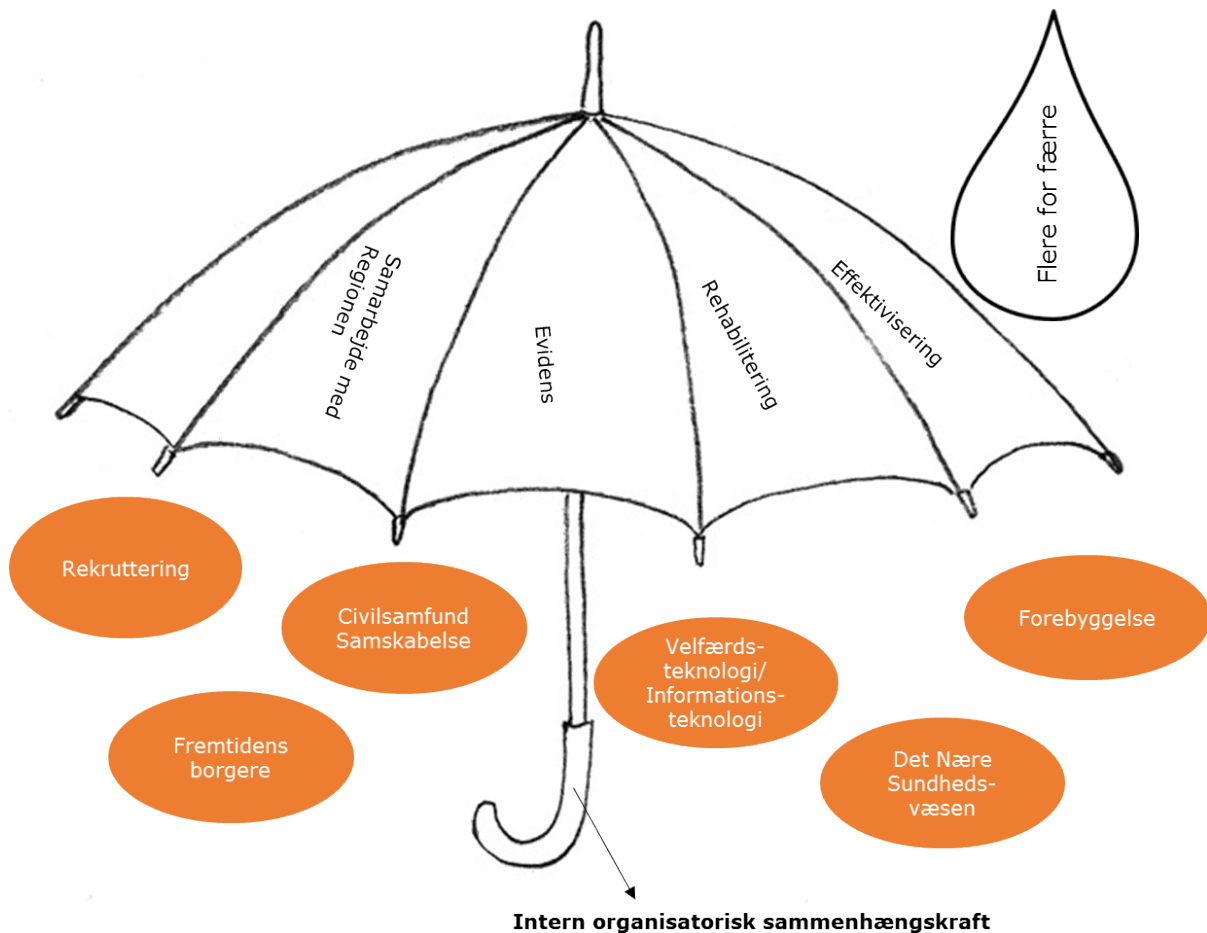 Flere for færre
Samarbejde med
Regionen
Evidens
Rehabilitering
Effektivisering
Rekruttering
Civilsamfund
Samskabelse
Velfærds-
teknologi/
Informations-
teknologi
Forebyggelse
Fremtidens
borgere
Det Nære
Sundheds-
væsen
Intern organisatorisk sammenhængskraft